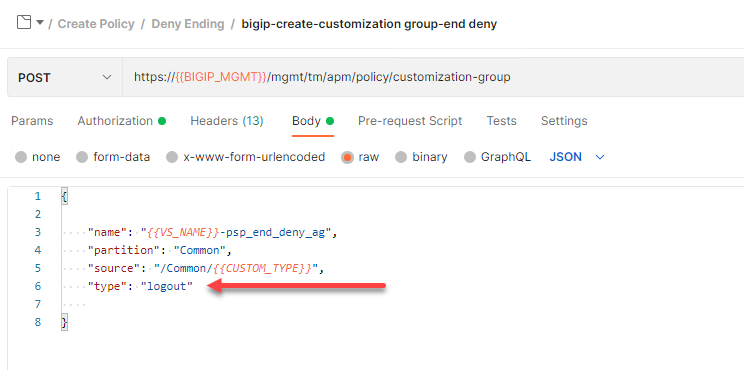 / Create Policy / Deny Ending / bigip-create-customization group-end deny
POST https://{{BIGIP_MGMT}}/mgmt/tm/apm/policy/customization-group
Params Authorization Headers (13) Body Pre-request Script Tests Settings
none form-data x-www-form-urlencoded raw binary GraphQL JSON
1 {
2
3 "name": "{{VS_NAME}}-psp_end_deny_ag",
4 "partition": "Common",
5 "source": "/Common/{{CUSTOM_TYPE}}",
6 "type": "logout"
7
8 }